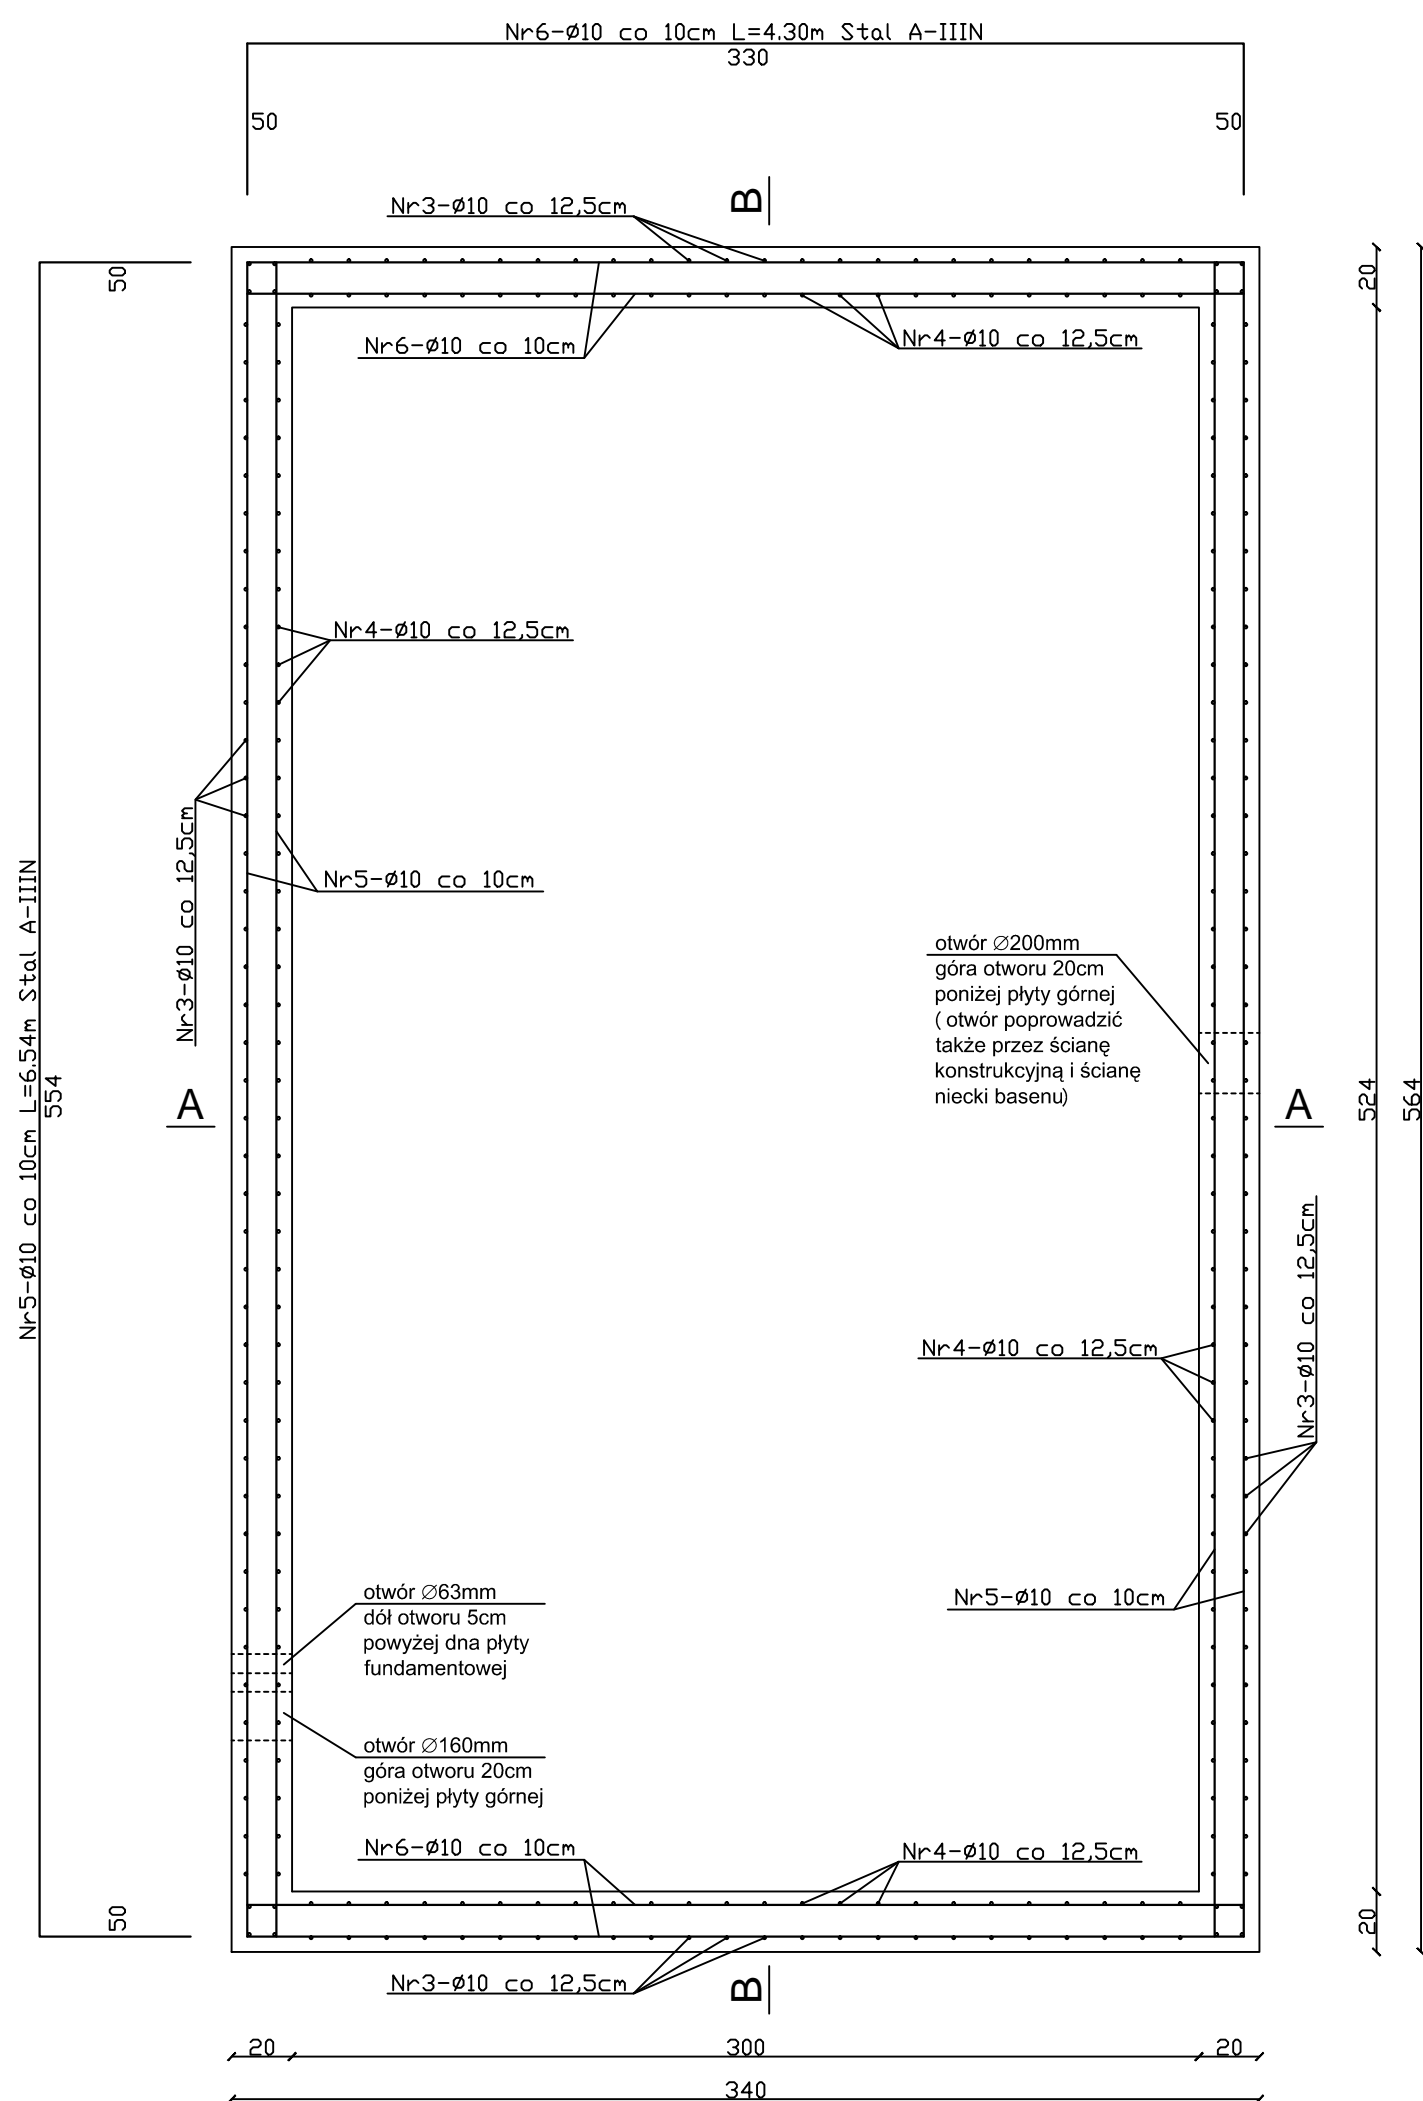 Nr6-Ø10 co 10cm L=4.30m Stal A-IIIN
330
50
50
B
Nr3-Ø10 co 12,5cm
50
20
Nr6-Ø10 co 10cm
Nr4-Ø10 co 12,5cm
Nr4-Ø10 co 12,5cm
Nr3-Ø10 co 12,5cm
Nr5-Ø10 co 10cm
Nr5-Ø10 co 10cm L=6.54m Stal A-IIIN
554
otwór ∅200mm
góra otworu 20cm
poniżej płyty górnej
( otwór poprowadzić
także przez ścianę
konstrukcyjną i ścianę
niecki basenu)
A
A
524
564
Nr3-Ø10 co 12,5cm
Nr4-Ø10 co 12,5cm
Nr5-Ø10 co 10cm
otwór ∅63mm
dół otworu 5cm
powyżej dna płyty
fundamentowej
otwór ∅160mm
góra otworu 20cm
poniżej płyty górnej
Nr6-Ø10 co 10cm
Nr4-Ø10 co 12,5cm
50
20
Nr3-Ø10 co 12,5cm
B
20
300
20
340